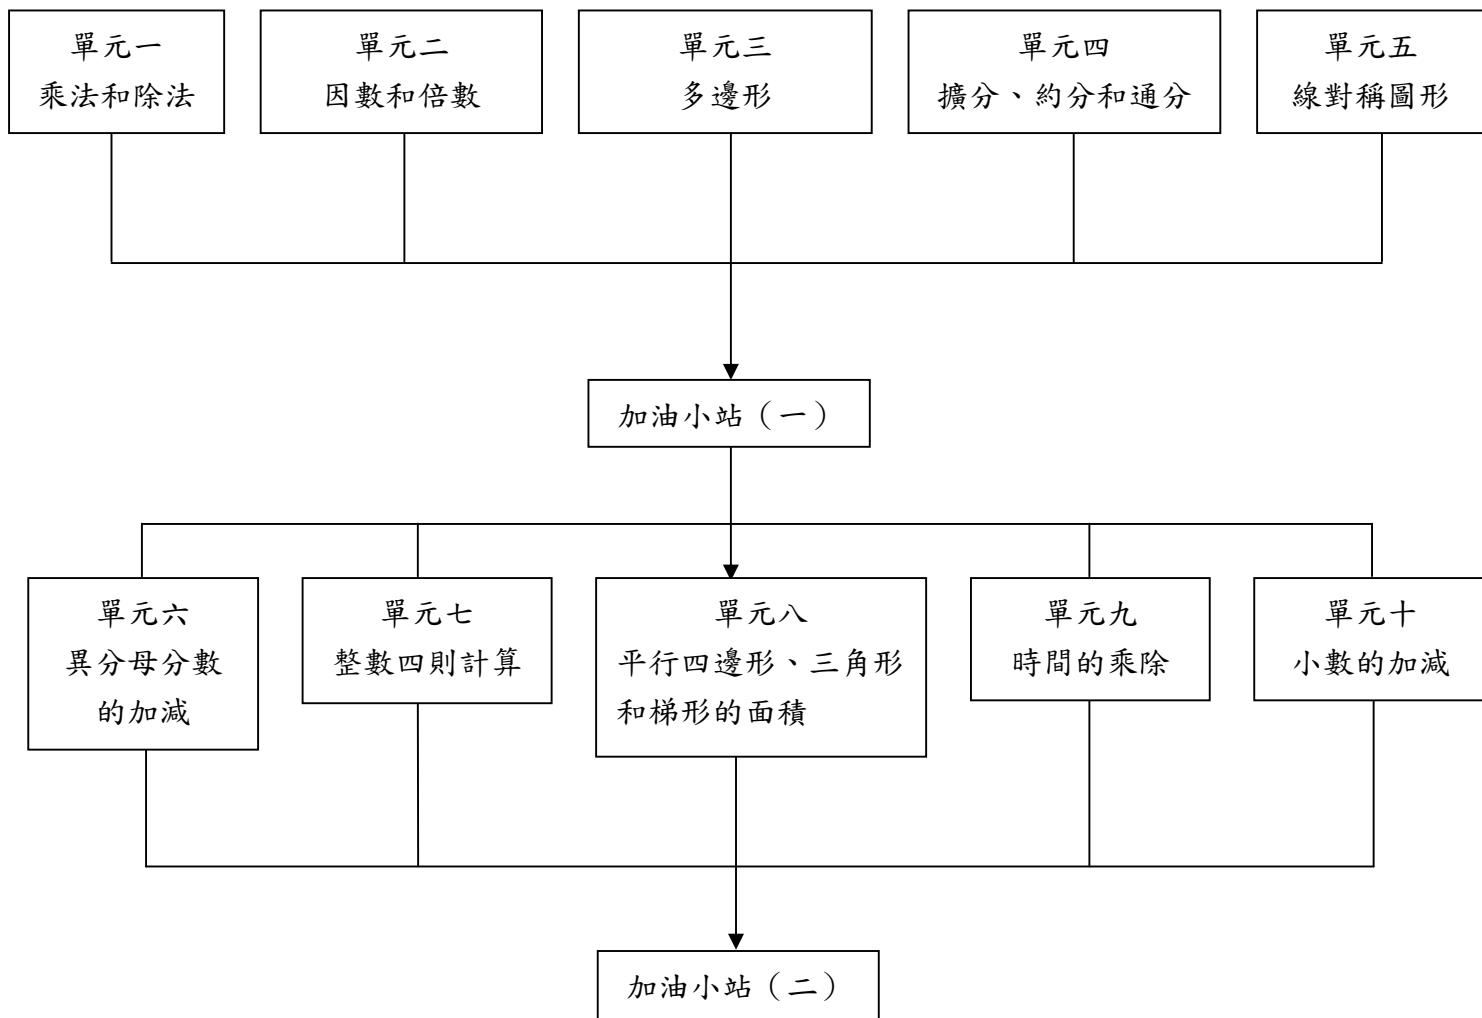 單元一
乘法和除法
單元二
因數和倍數
單元三
多邊形
單元四
擴分、約分和通分
單元五
線對稱圖形
加油小站（一）
單元六
異分母分數
的加減
單元七
整數四則計算
單元八
平行四邊形、三角形
和梯形的面積
單元九
時間的乘除
單元十
小數的加減
加油小站（二）